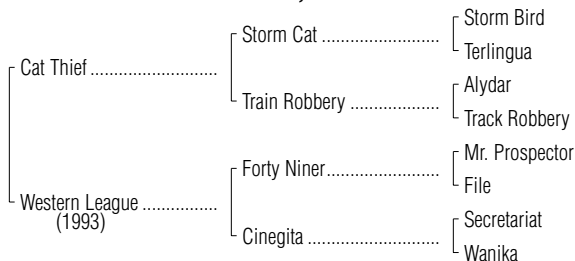 Storm Bird
Storm Cat ........................
Terlingua
Cat Thief ..........................
Alydar
Train Robbery ...................
Track Robbery
Mr. Prospector
Forty Niner........................
File
Western League ................
(1993)
Secretariat
Cinegita ............................
Wanika